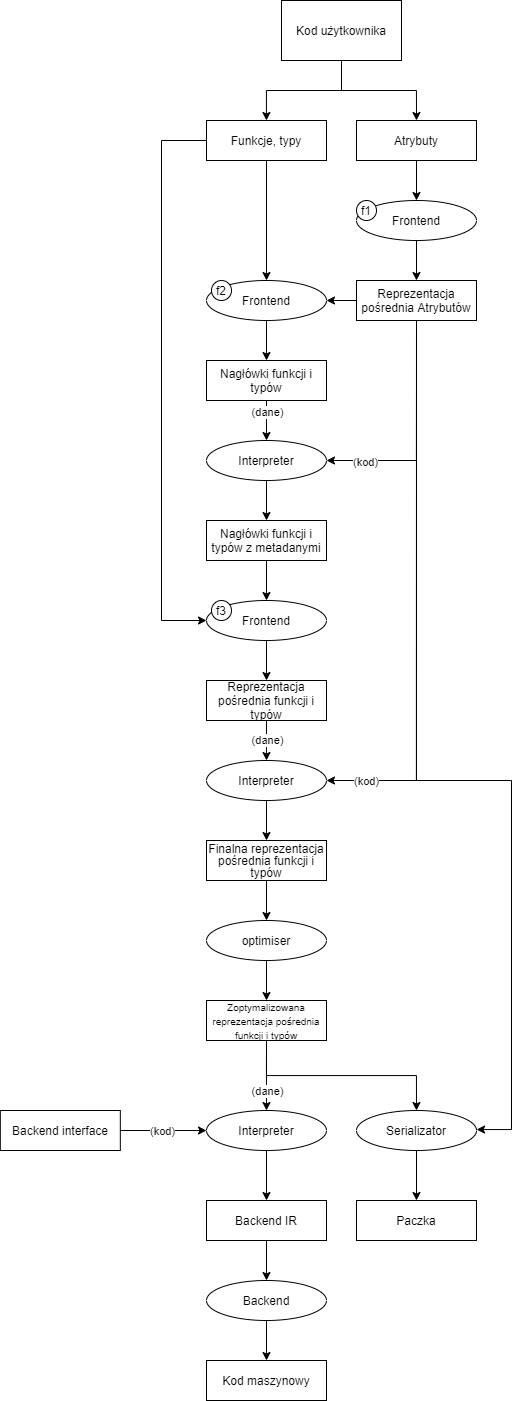 Kod użytkownika
Funkcje, typy
Atrybuty
f1
Frontend
f2
Frontend
Reprezentacja
pośrednia Atrybutów
Nagłówki funkcji i
typów
(dane)
Interpreter
(kod)
Nagłówki funkcji i
typów z metadanymi
f3
Frontend
Reprezentacja
pośrednia funkcji i
typów
(dane)
Interpreter
(kod)
Finalna reprezentacja
pośrednia funkcji i
typów
optimiser
Zoptymalizowana
reprezentacja pośrednia
funkcji i typów
(dane)
Backend interface
(kod)
Interpreter
Serializator
Backend IR
Paczka
Backend
Kod maszynowy